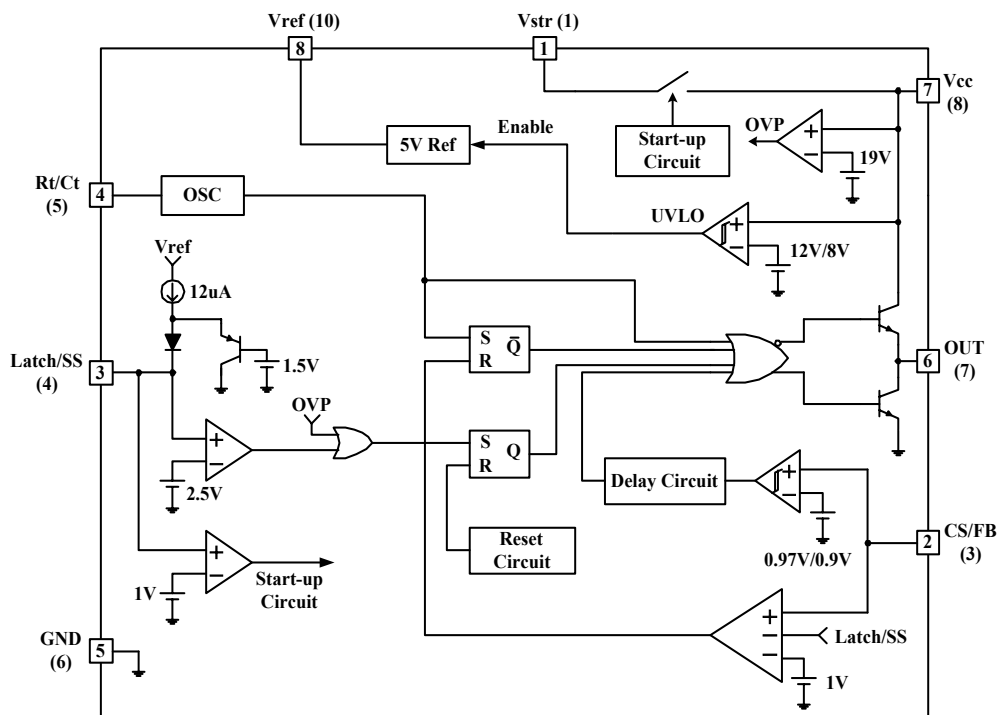 Vref (10)
Vstr (1)
8
1
Vcc
7
(8)
OVP
+
−
19V
Enable
5V Ref
Start-up
Circuit
Rt/Ct
4
(5)
OSC
UVLO
+
−
12V/8V
Vref
12uA
S
Q̄
R
Latch/SS
3
(4)
1.5V
OUT
6
(7)
OVP
+
−
2.5V
S
Q
R
Delay Circuit
+
−
0.97V/0.9V
CS/FB
2
(3)
Reset
Circuit
+
−
1V
Start-up
Circuit
GND
5
(6)
+
−
Latch/SS
−
1V